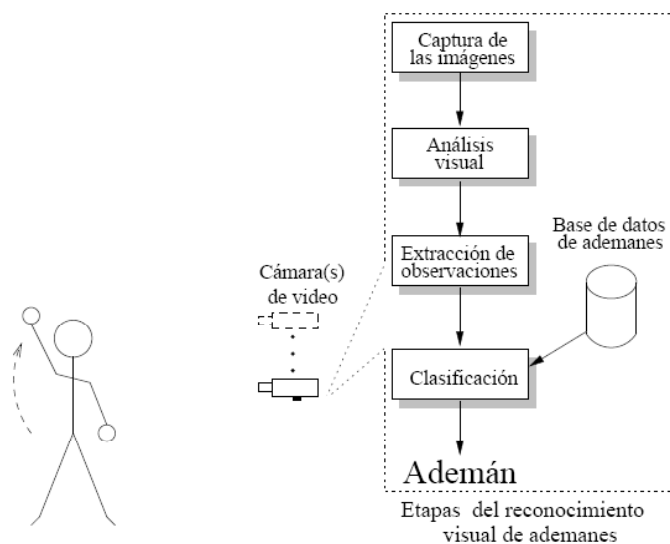 Captura de
las imágenes
Análisis
visual
Extracción de
observaciones
Base de datos
de ademanes
Cámara(s)
de video
Clasificación
Ademán
Etapas del reconocimiento
visual de ademanes